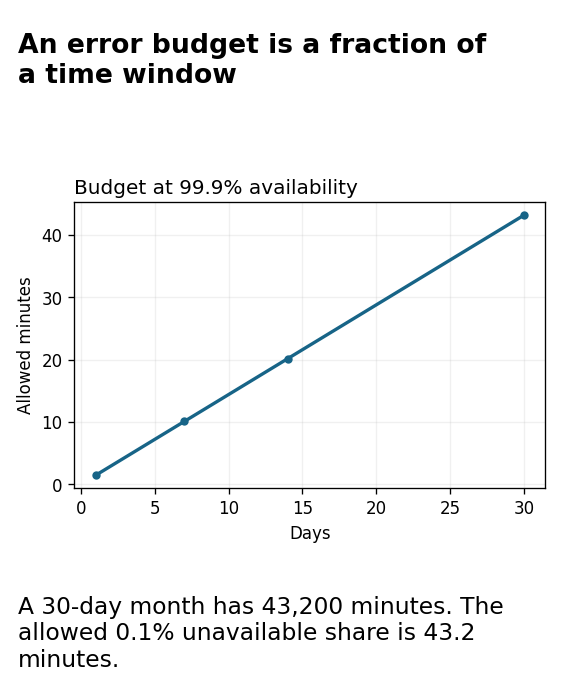 An error budget is a fraction of
a time window
Budget at 99.9% availability
Allowed minutes
40
30
20
10
0
0 5 10 15 20 25 30
Days
A 30-day month has 43,200 minutes. The
allowed 0.1% unavailable share is 43.2
minutes.